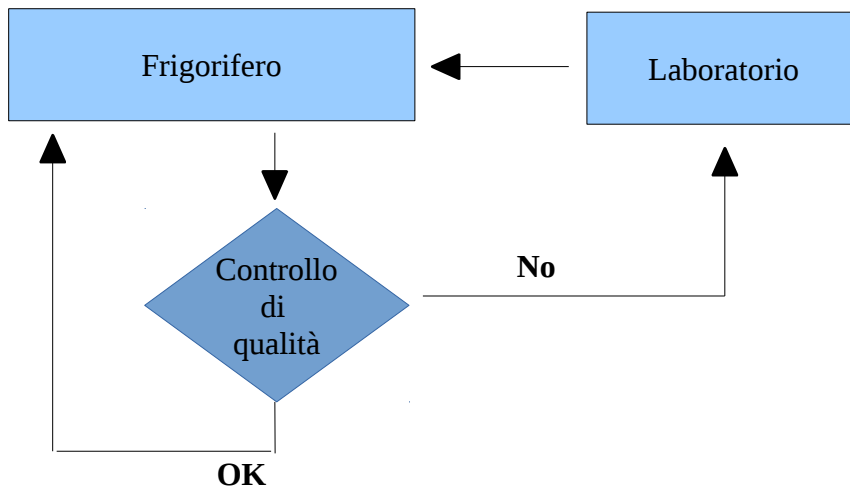 Frigorifero
Laboratorio
Controllo
di
qualità
No
OK